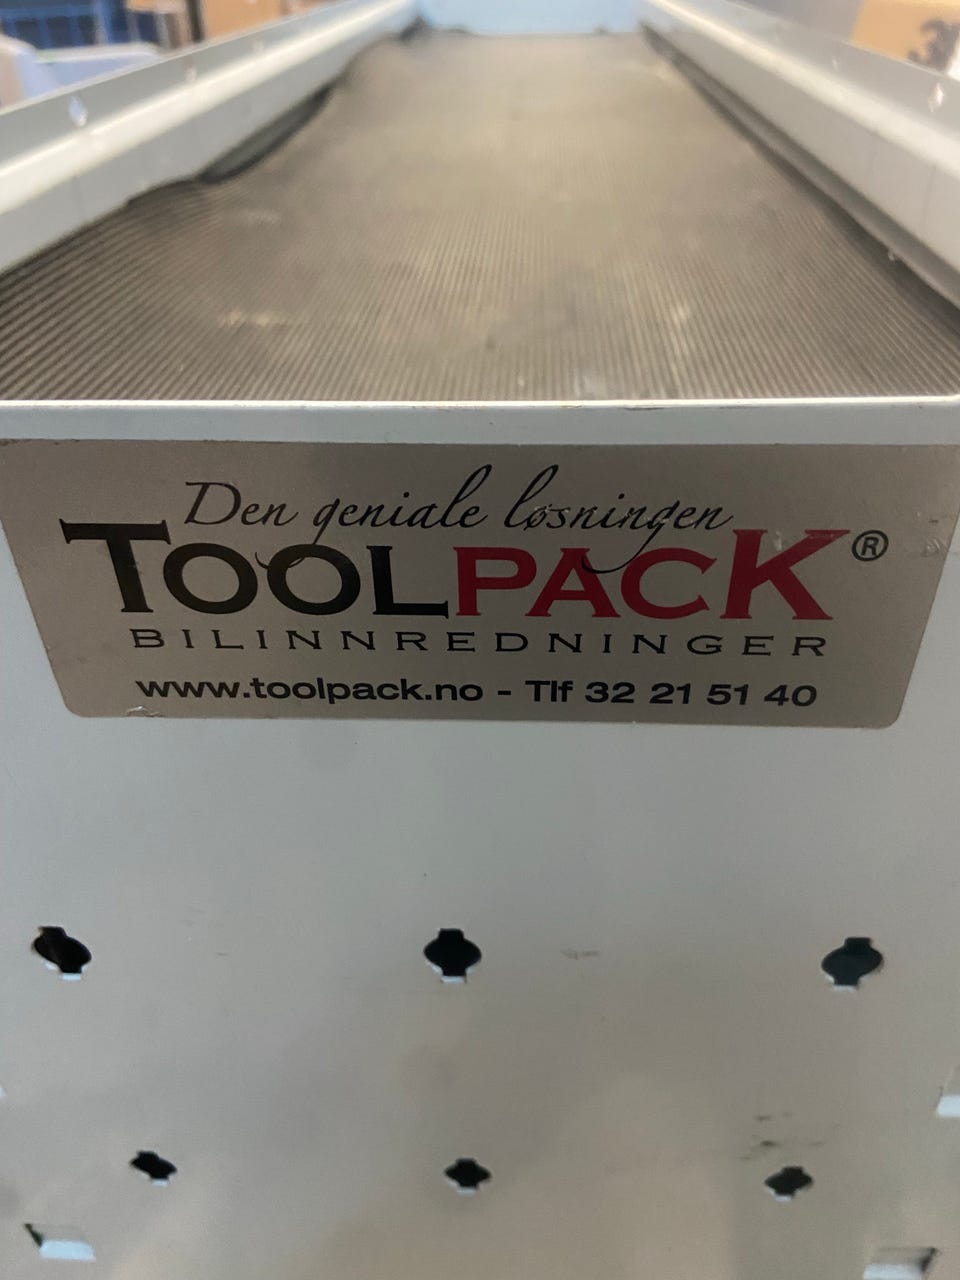 Den geniale løsningen
TOOLPACK®
BILINNREDNINGER
www.toolpack.no - Tlf 32 21 51 40